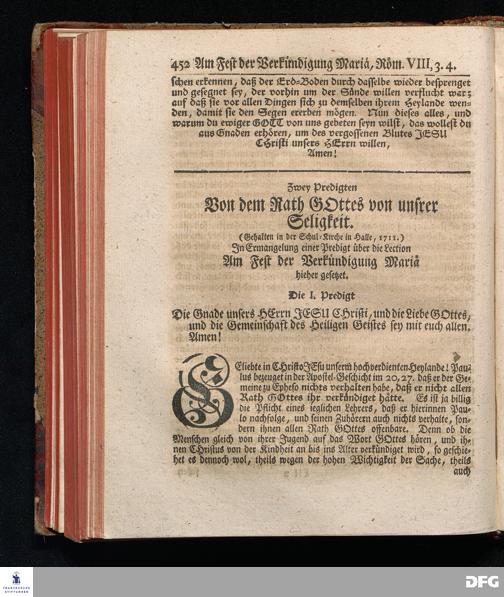 452 Am Fest der Verkündigung Mariä, Röm. VIII, 3. 4.
schen erkennen, daß der Erd-Boden durch dasselbe wieder besprenget
und gesegnet sey, der vorhin um der Sünde willen verflucht war;
auf daß sie vor allen Dingen sich zu demselben ihrem Heylande wen-
den, damit sie den Segen ererben mögen. Nun dieses alles, und
warum du ewiger GOTT von uns gebeten seyn willst, das wollest du
aus Gnaden erhören, um des vergossenen Blutes JESU
CHristi unsers HErrn willen,
Amen!
Zwey Predigten
Von dem Rath GOttes von unsrer
Seligkeit.
(Gehalten in der Schul-Kirche in Halle, 1711.)
In Ermangelung einer Predigt über die Lection
Am Fest der Verkündigung Mariä
hieher gesetzet.
Die I. Predigt
Die Gnade unsers HErrn JESU CHristi, und die Liebe GOttes,
und die Gemeinschaft des Heiligen Geistes sey mit euch allen.
Amen!
GEliebte in CHristo JEsu unserm hochverdienten Heylande! Pau-
lus bezeuget in der Apostel-Geschicht im 20, 27. daß er der Ge-
meine zu Epheso nichts verhalten habe, daß er nicht allen
Rath GOttes ihr verkündiget hätte. Es ist ja billig
die Pflicht eines ieglichen Lehrers, daß er hierinnen Pau-
lo nachfolge, und seinen Zuhörern auch nichts verhalte, son-
dern ihnen allen Rath GOttes offenbare. Denn ob die
Menschen gleich von ihrer Jugend auf das Wort GOttes hören, und ih-
nen CHristus von der Kindheit an bis ins Alter verkündiget wird, so geschie-
het es dennoch wol, theils wegen der hohen Wichtigkeit der Sache, theils
auch
FRANCKESCHE
STIFTUNGEN
DFG